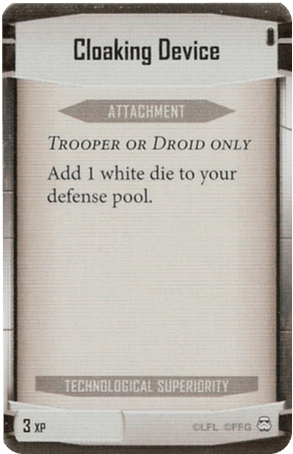 Cloaking Device
ATTACHMENT
TROOPER OR DROID ONLY
Add 1 white die to your
defense pool.
TECHNOLOGICAL SUPERIORITY
3 XP
©LFL ©FFG